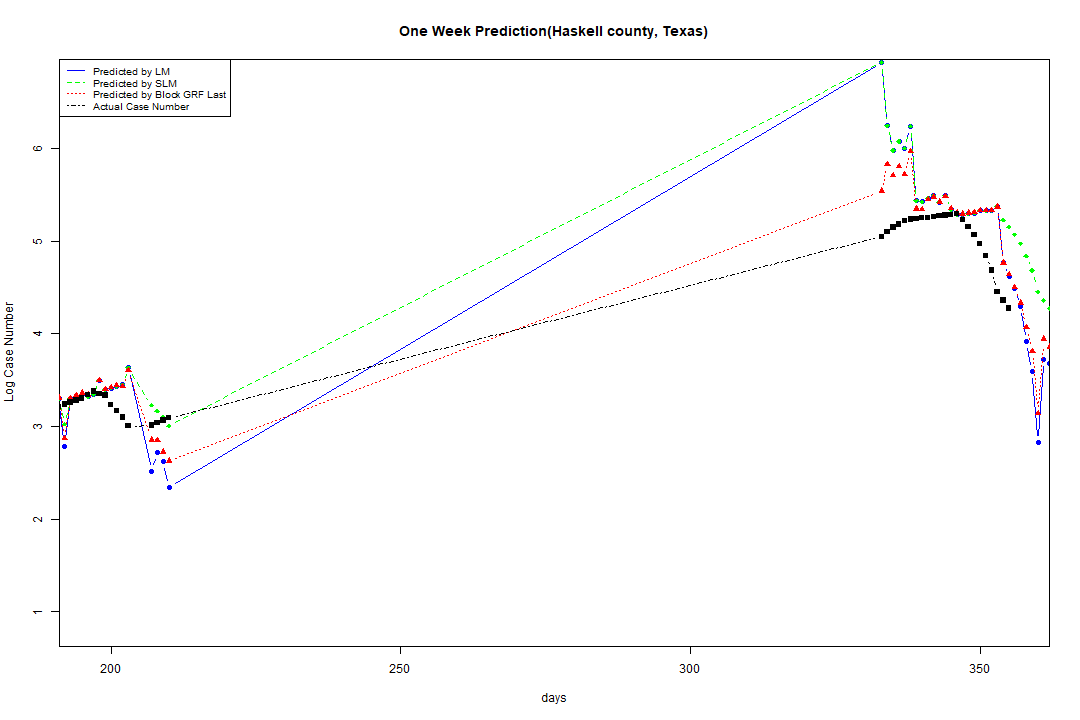 One Week Prediction(Haskell county, Texas)
Predicted by LM
Predicted by SLM
Predicted by Block GRF Last
Actual Case Number
Log Case Number
6
5
4
3
2
1
200
250
300
350
days